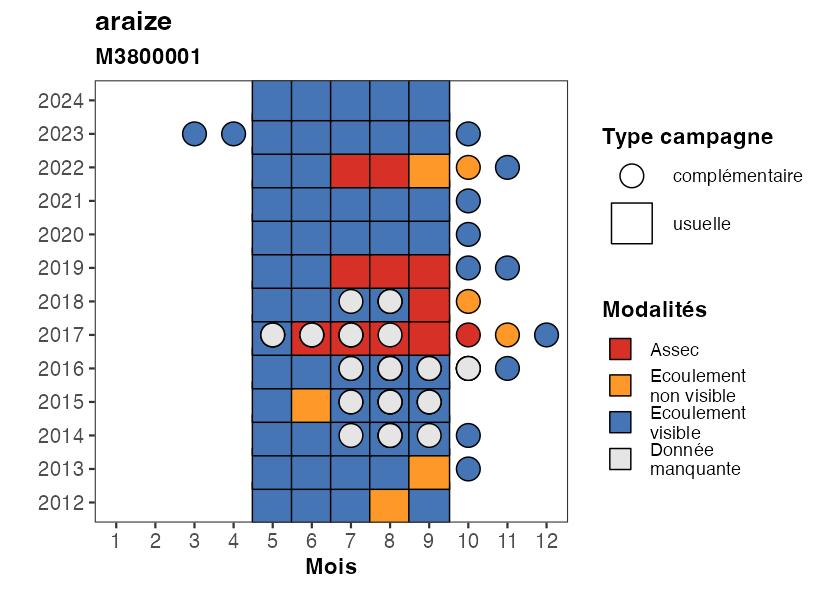 araize
M3800001
2024
2023
2022
2021
2020
2019
2018
2017
2016
2015
2014
2013
2012
1 2 3 4 5 6 7 8 9 10 11 12
Mois
Type campagne
complémentaire
usuelle
Modalités
Assec
Ecoulement
non visible
Ecoulement
visible
Donnée
manquante